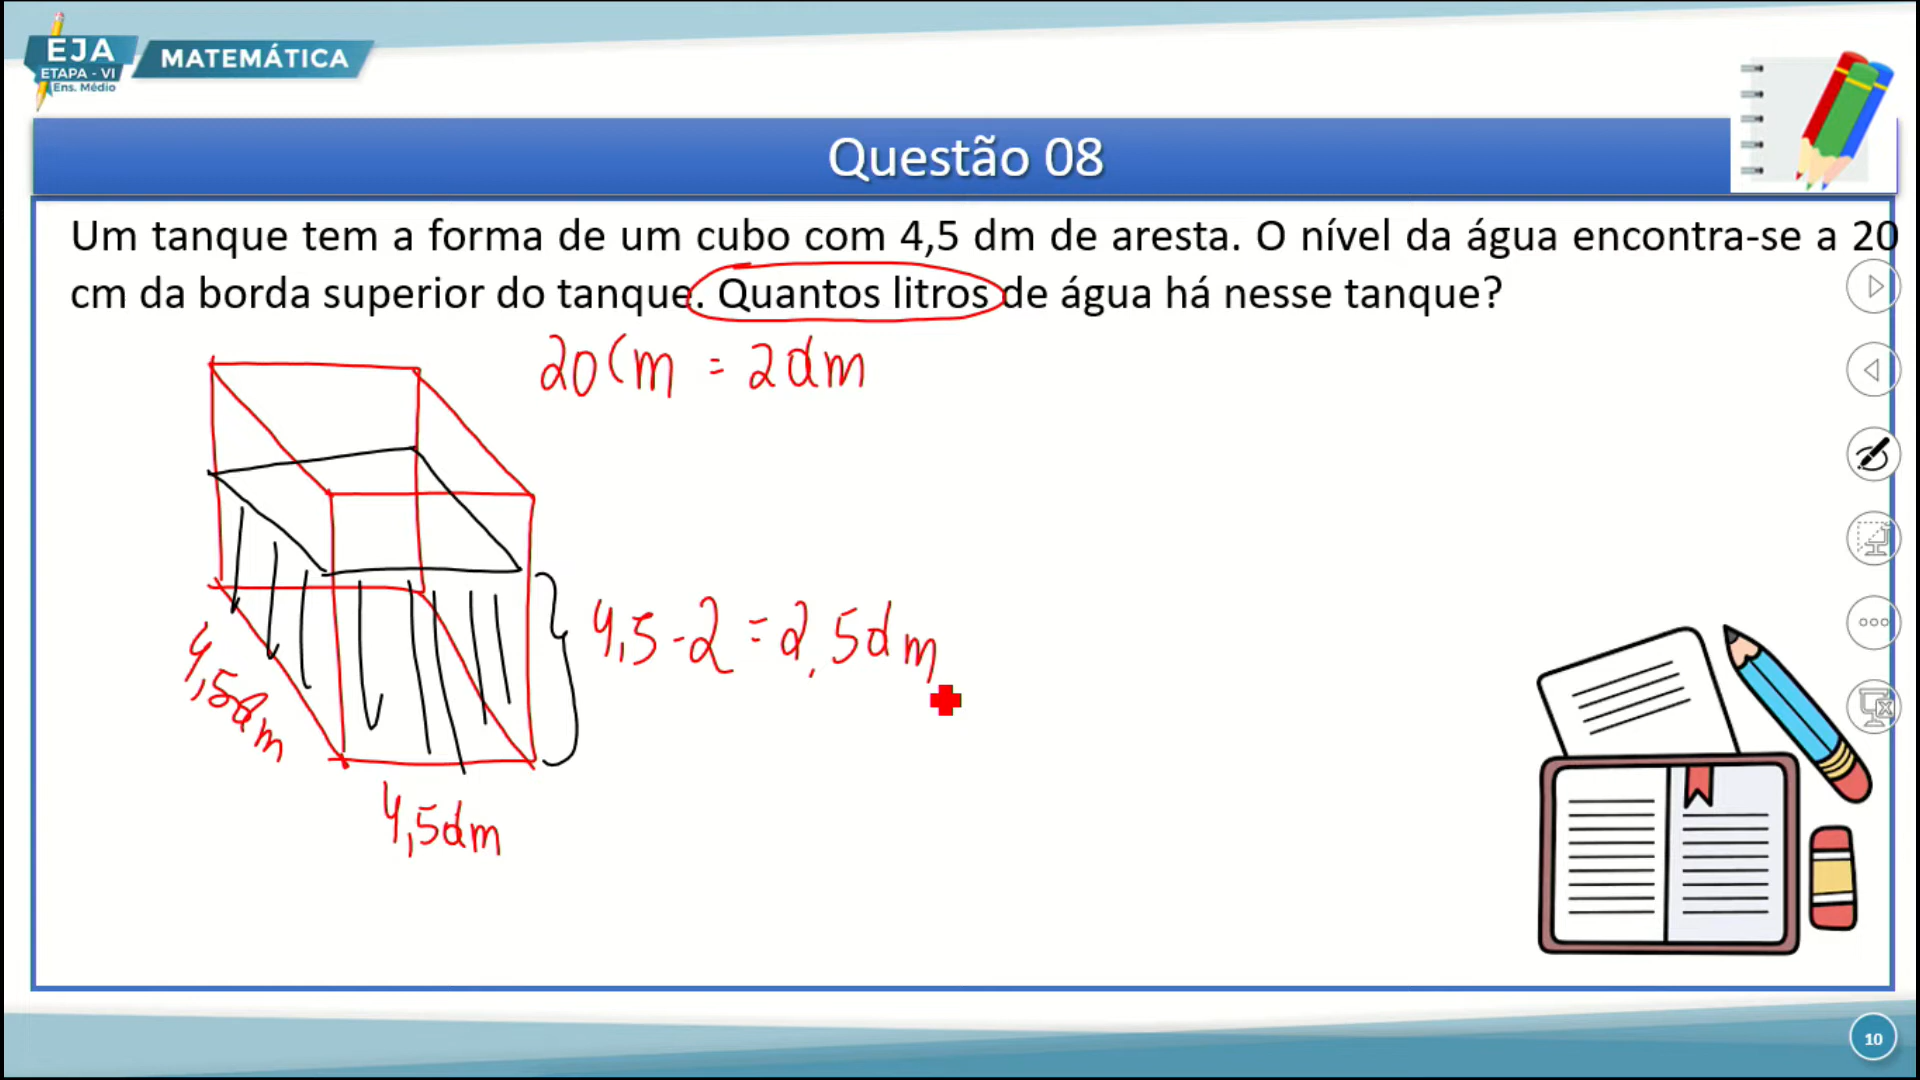 EJA
ETAPA - VI
Ens. Médio
MATEMÁTICA
Questão 08
Um tanque tem a forma de um cubo com 4,5 dm de aresta. O nível da água encontra-se a 20
cm da borda superior do tanque. Quantos litros de água há nesse tanque?
20cm = 2dm
4,5-2=2,5dm
4,5dm
4,5dm
10